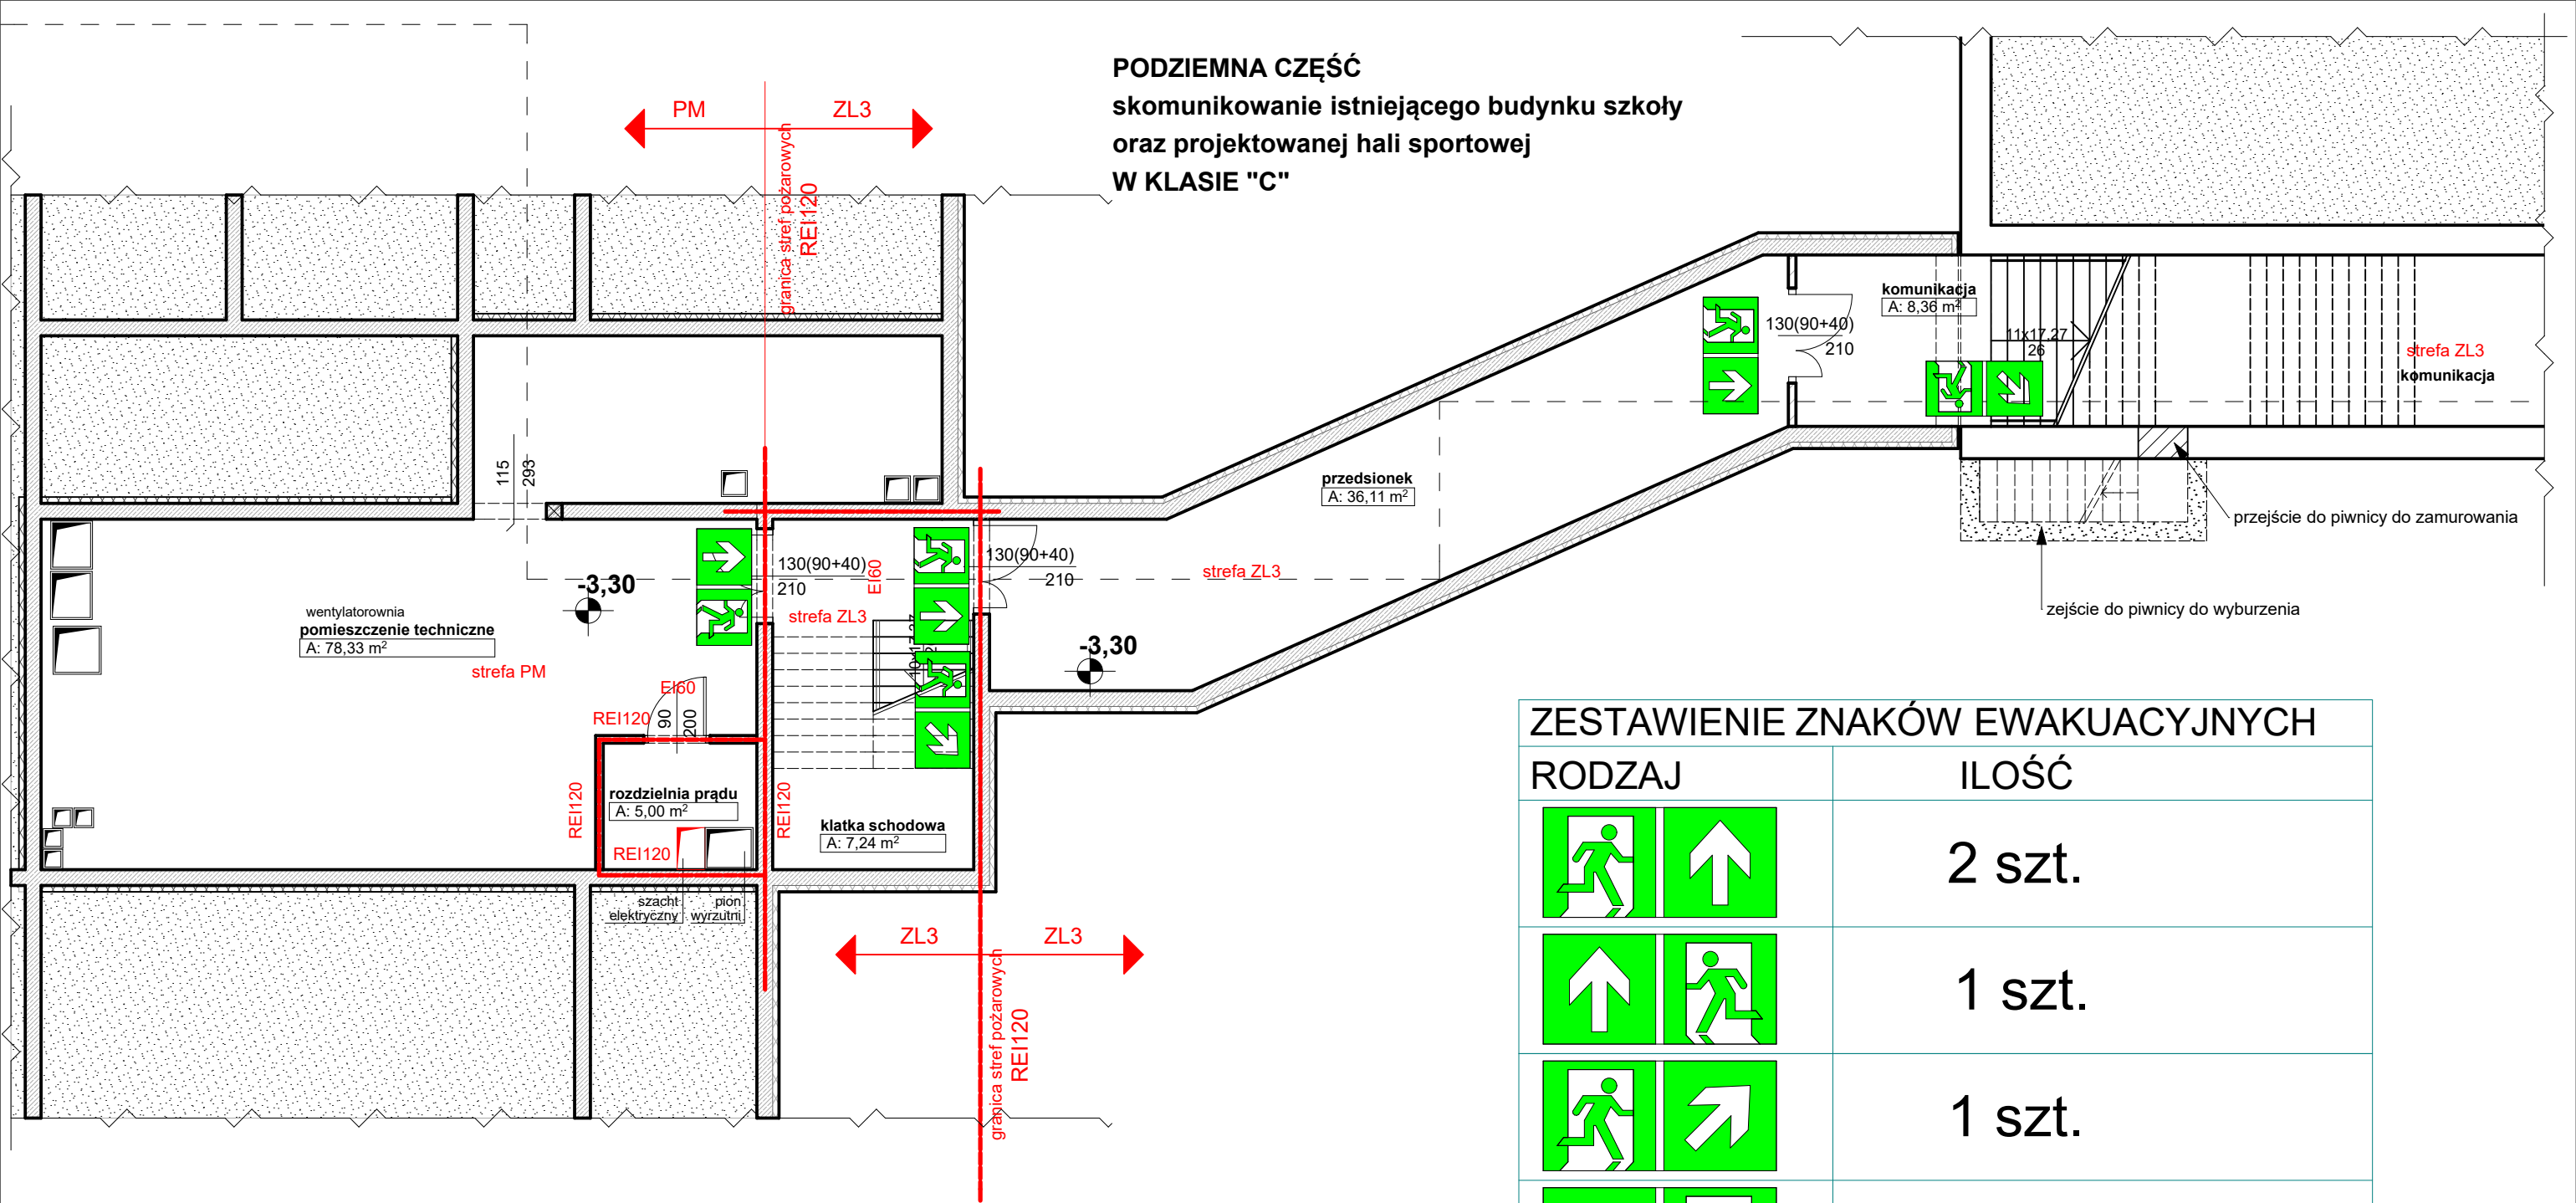 PODZIEMNA CZĘŚĆ
skomunikowanie istniejącego budynku szkoły
oraz projektowanej hali sportowej
W KLASIE "C"
PM
ZL3
granica stref pożarowych
REI120
komunikacja
A: 8,36 m²
130(90+40)
210
11x17,27
26
strefa ZL3
komunikacja
115
293
przedsionek
A: 36,11 m²
przejście do piwnicy do zamurowania
zejście do piwnicy do wyburzenia
130(90+40)
210
EI60
130(90+40)
210
strefa ZL3
strefa ZL3
-3,30
wentylatorownia
pomieszczenie techniczne
A: 78,33 m²
strefa PM
-3,30
EI60
REI120
90
200
REI120
rozdzielnia prądu
A: 5,00 m²
REI120
REI120
klatka schodowa
A: 7,24 m²
szacht
elektryczny
pion
wyrzutni
ZL3
ZL3
granica stref pożarowych
REI120
ZESTAWIENIE ZNAKÓW EWAKUACYJNYCH
RODZAJ
ILOŚĆ
2 szt.
1 szt.
1 szt.